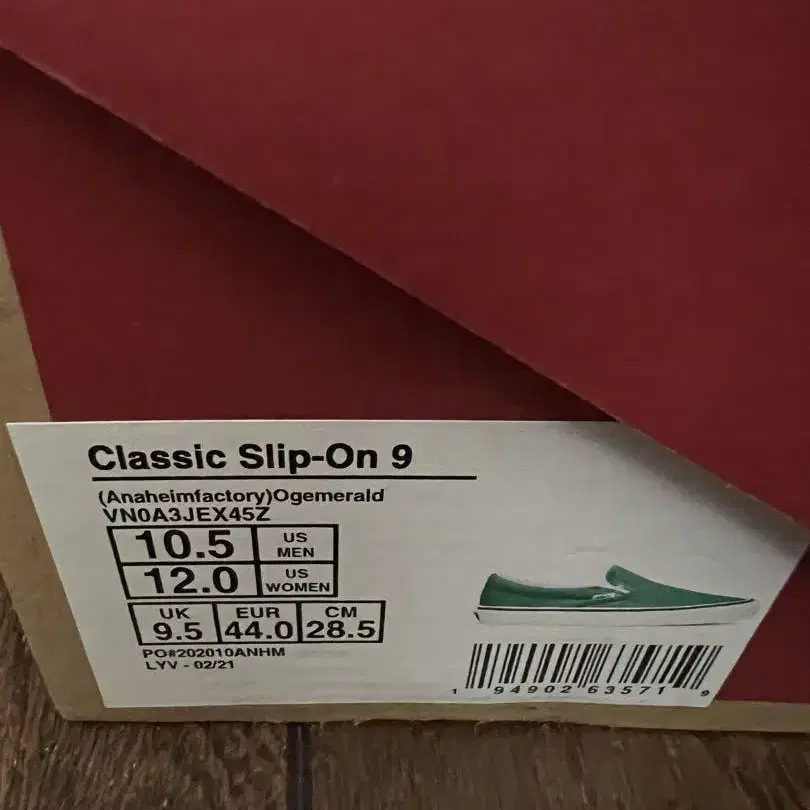 Classic Slip-On 9
(Anaheimfactory)Ogemerald
VN0A3JEX45Z
10.5 US MEN
12.0 US WOMEN
UK EUR CM
9.5 44.0 28.5
PO#202010ANHM
LYV - 02/21
1 94902 63571 9